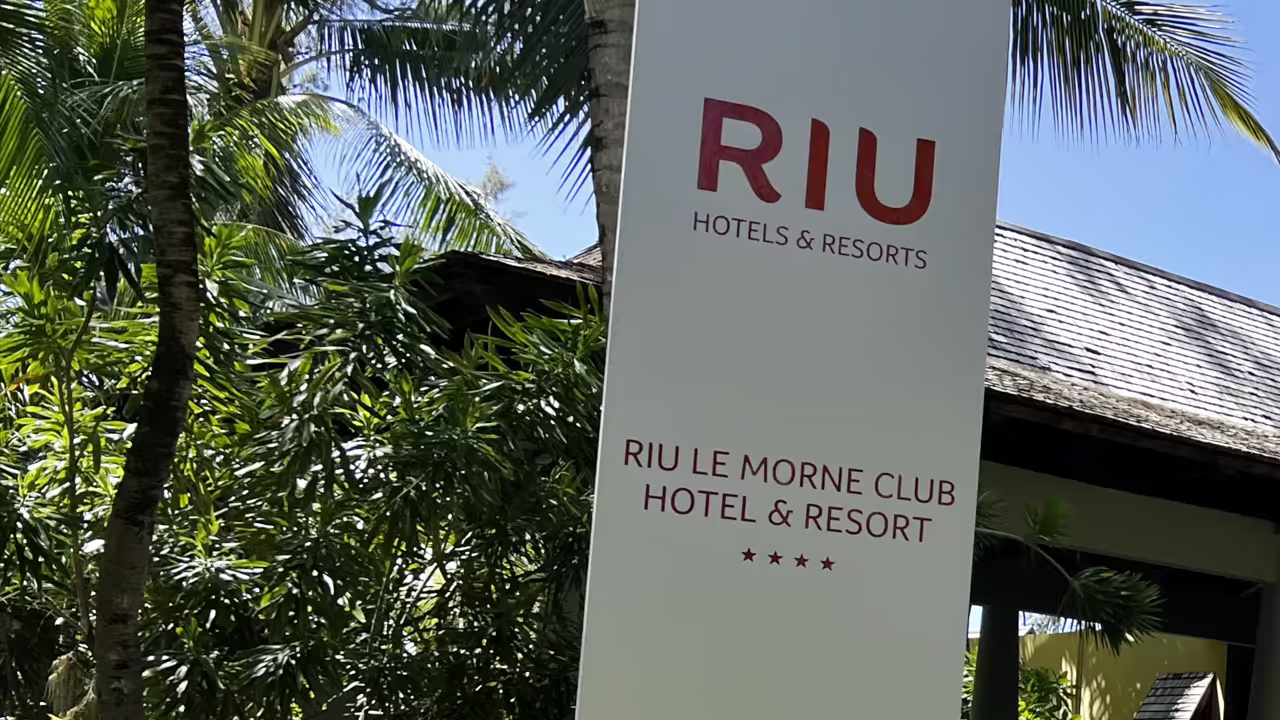 RIU
HOTELS & RESORTS
RIU LE MORNE CLUB
HOTEL & RESORT
★★★★